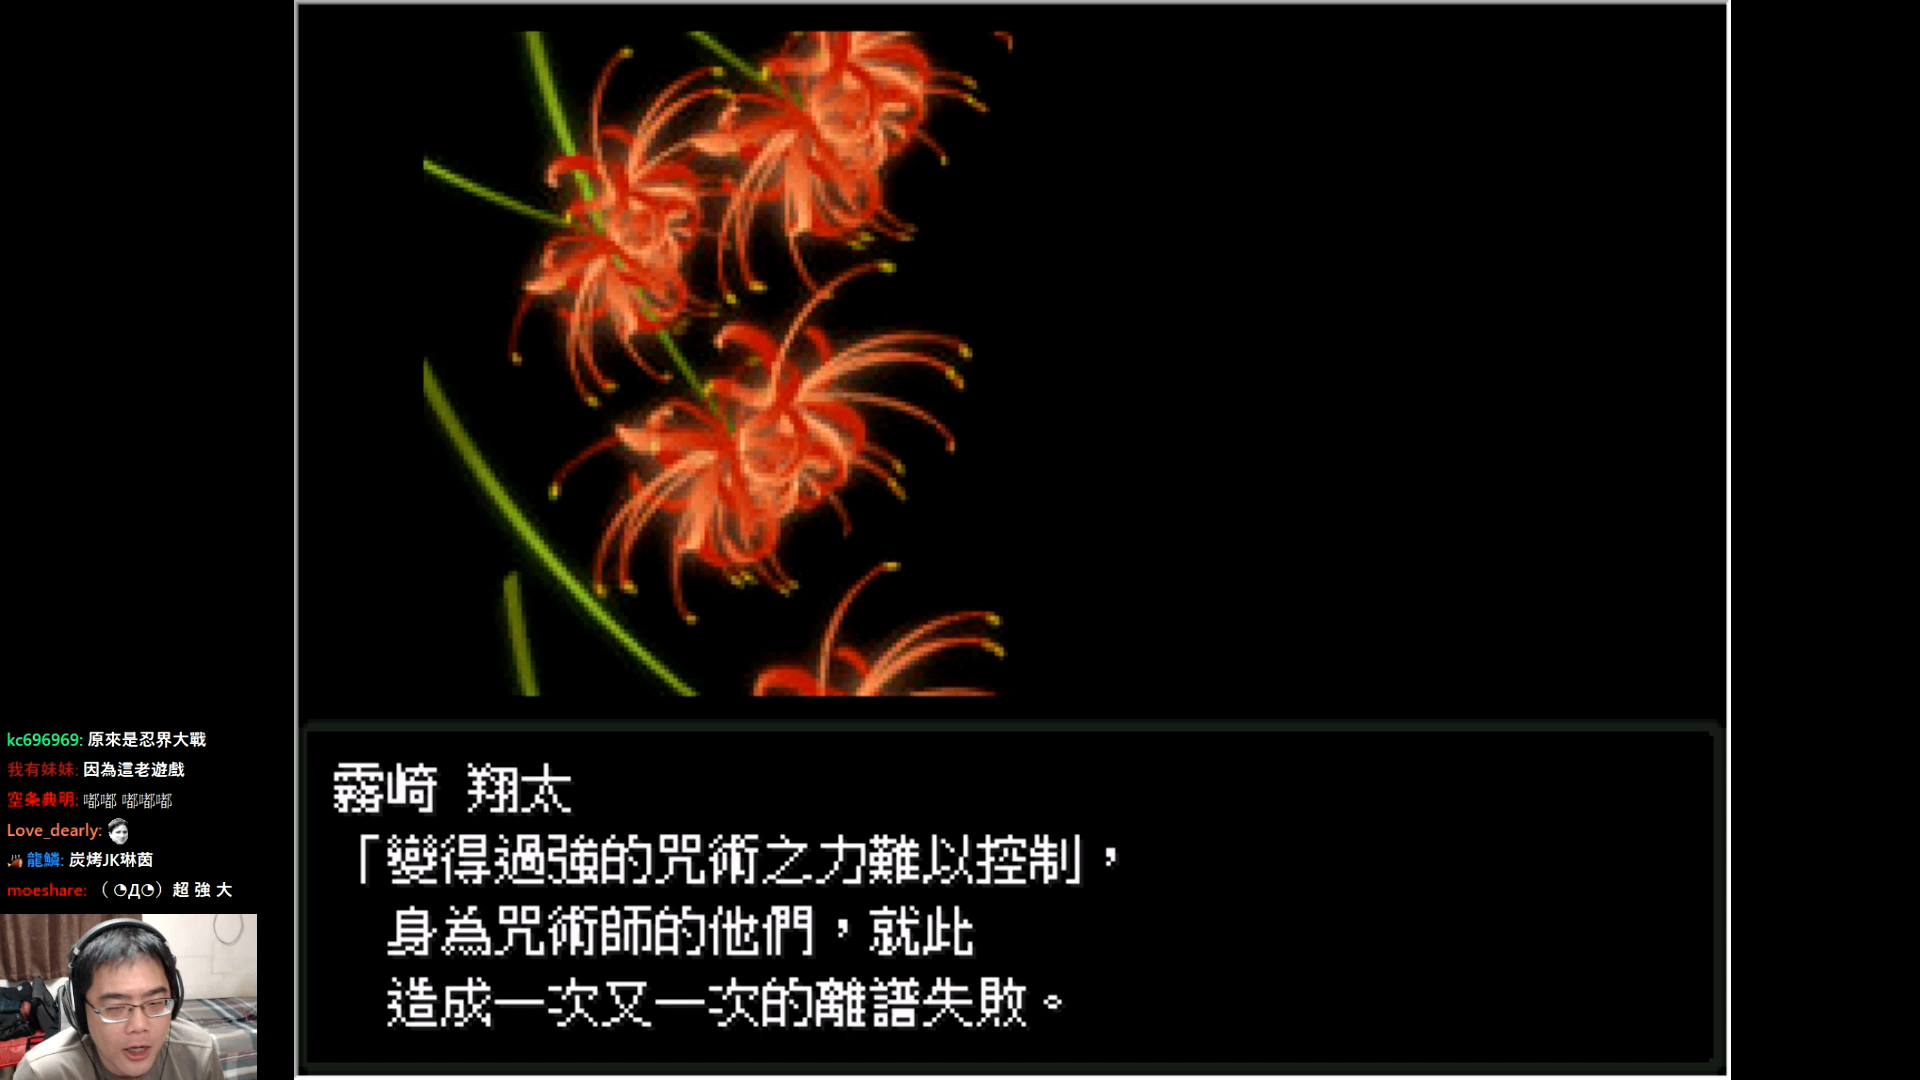 kc696969: 原來是忍界大戰
我有妹妹: 因為這老遊戲
空条典明: 嘟嘟 嘟嘟嘟
Love_dearly:
龍鱗: 炭烤JK琳茵
moeshare: （ ◔Д◔） 超 強 大
霧崎 翔太
「變得過強的咒術之力難以控制，
身為咒術師的他們，就此
造成一次又一次的離譜失敗。